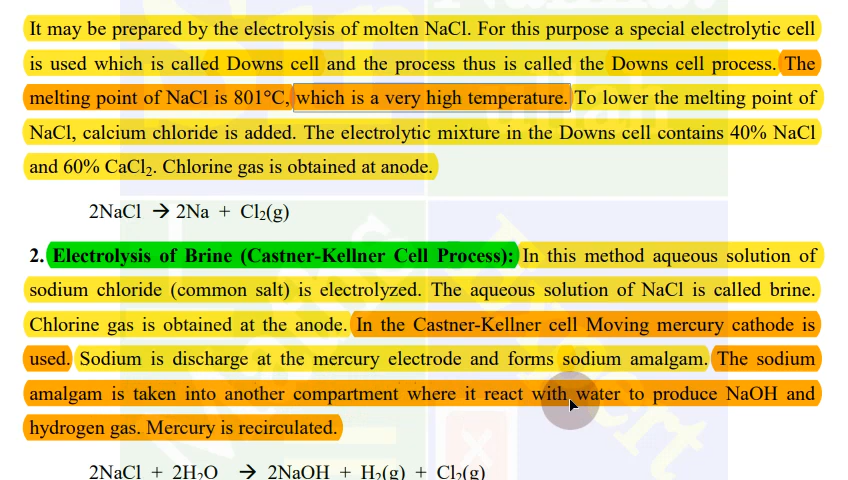 It may be prepared by the electrolysis of molten NaCl. For this purpose a special electrolytic cell
is used which is called Downs cell and the process thus is called the Downs cell process. The
melting point of NaCl is 801°C, which is a very high temperature. To lower the melting point of
NaCl, calcium chloride is added. The electrolytic mixture in the Downs cell contains 40% NaCl
and 60% CaCl₂. Chlorine gas is obtained at anode.
2NaCl → 2Na + Cl₂(g)
2. Electrolysis of Brine (Castner-Kellner Cell Process): In this method aqueous solution of
sodium chloride (common salt) is electrolyzed. The aqueous solution of NaCl is called brine.
Chlorine gas is obtained at the anode. In the Castner-Kellner cell Moving mercury cathode is
used. Sodium is discharge at the mercury electrode and forms sodium amalgam. The sodium
amalgam is taken into another compartment where it react with water to produce NaOH and
hydrogen gas. Mercury is recirculated.
2NaCl + 2H₂O → 2NaOH + H₂(g) + Cl₂(g)